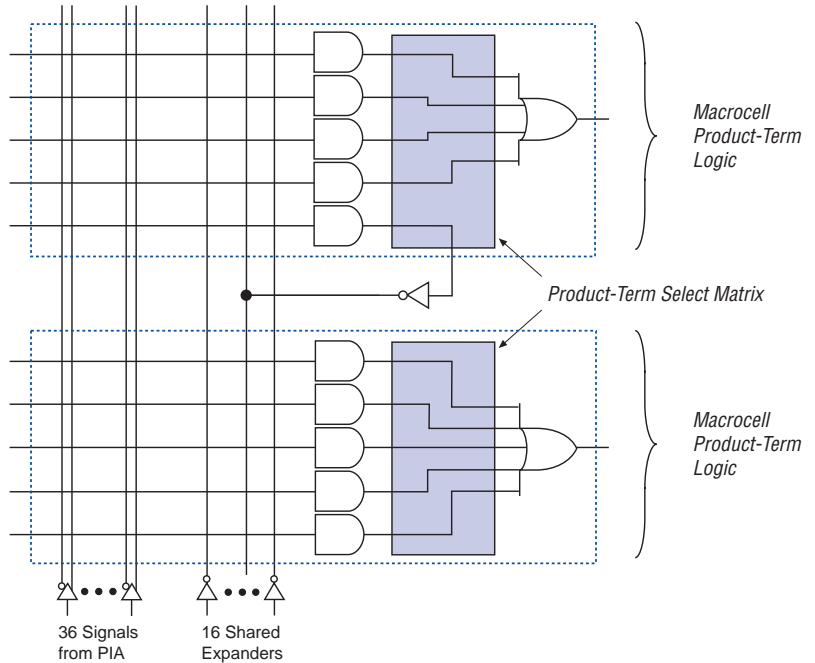 Macrocell
Product-Term
Logic
Product-Term Select Matrix
Macrocell
Product-Term
Logic
36 Signals
from PIA
16 Shared
Expanders